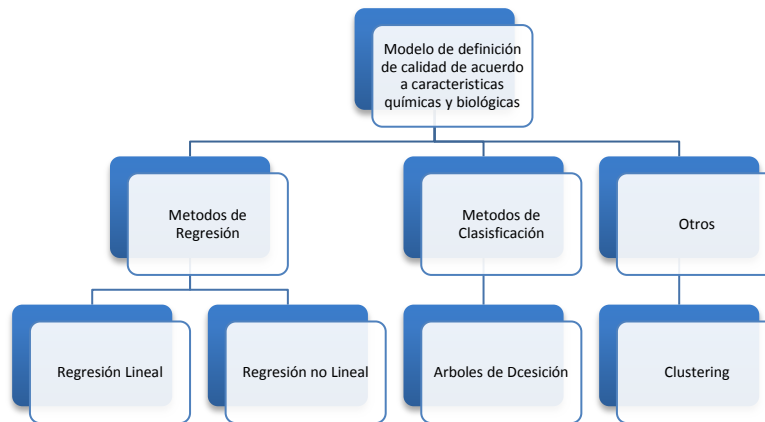 Modelo de definición
de calidad de acuerdo
a caracteristicas
químicas y biológicas
Metodos de
Regresión
Metodos de
Clasisficación
Otros
Regresión Lineal
Regresión no Lineal
Arboles de Dcesición
Clustering